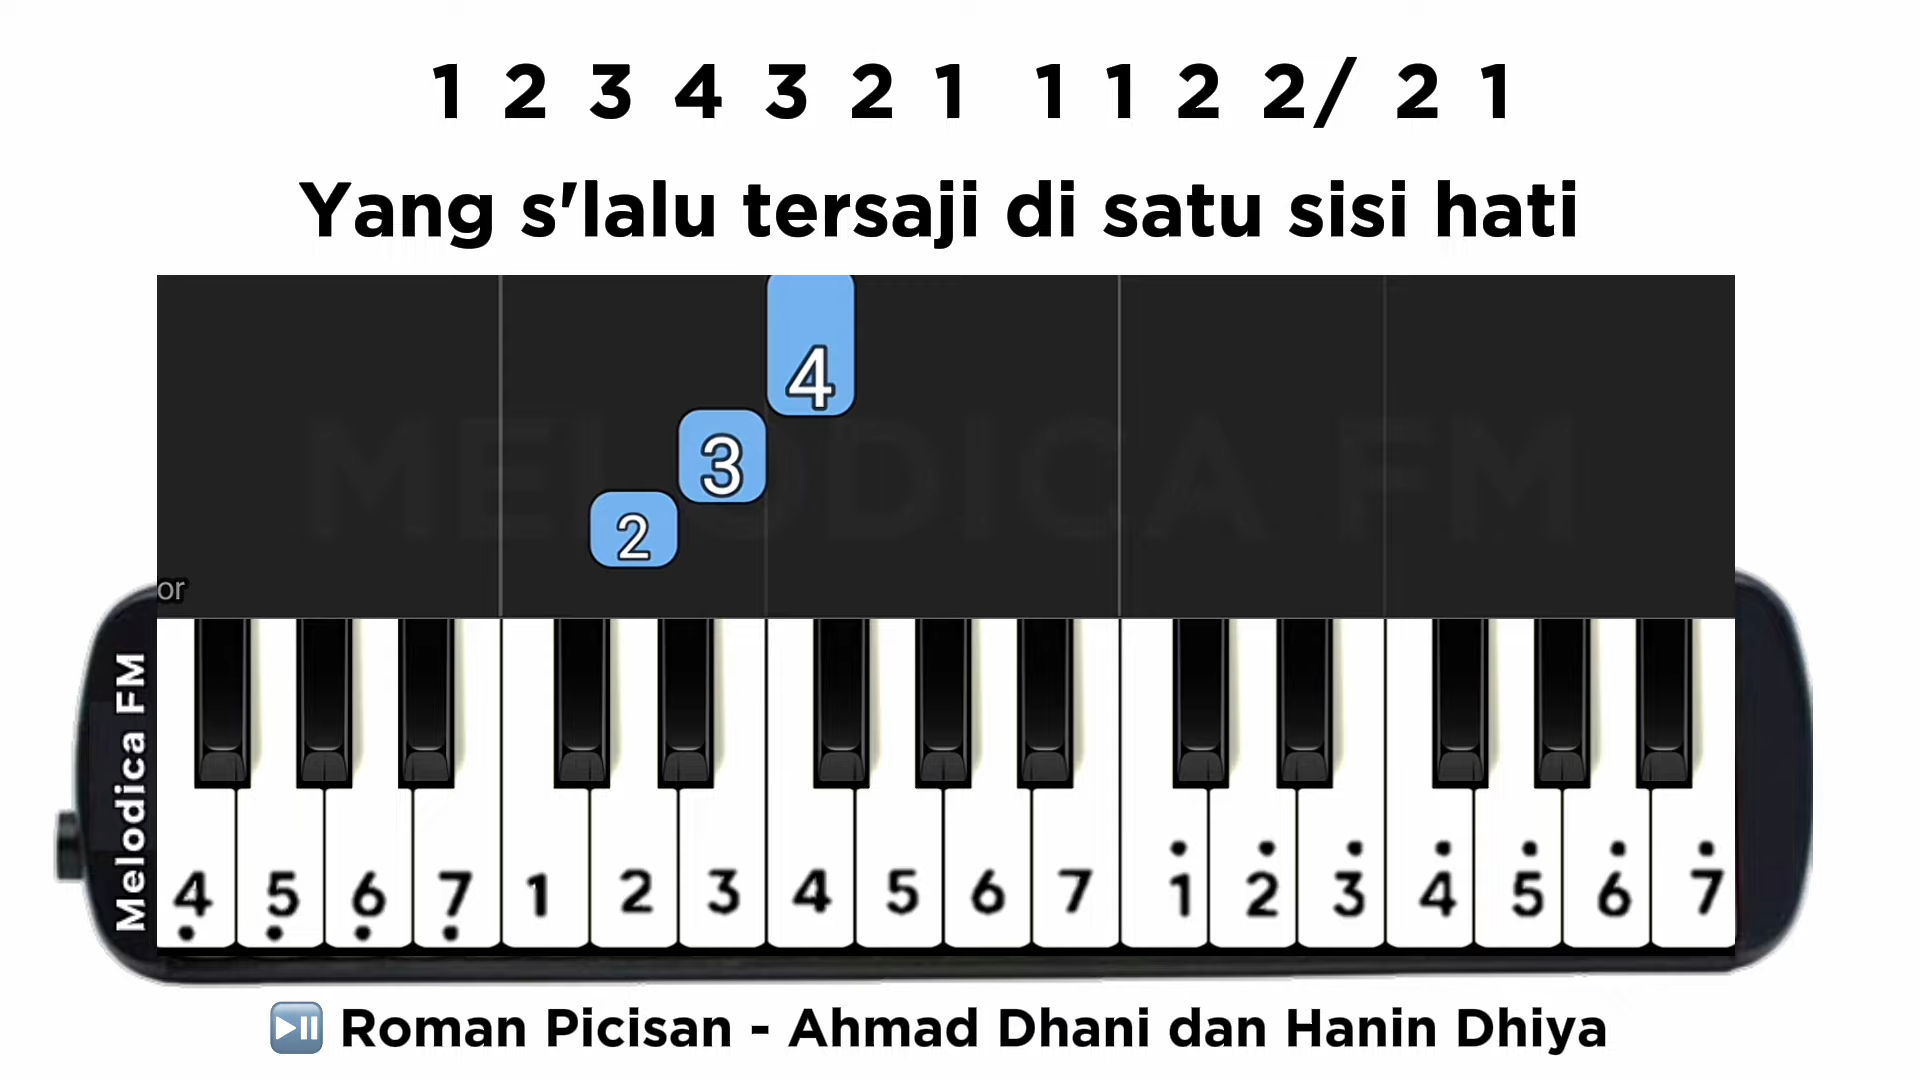 1 2 3 4 3 2 1 1 1 2 2/ 2 1
Yang s'lalu tersaji di satu sisi hati
4
3
2
MELODICA FM
or
Melodica FM
4 5 6 7 1 2 3 4 5 6 7 1 2 3 4 5 6 7
Roman Picisan - Ahmad Dhani dan Hanin Dhiya